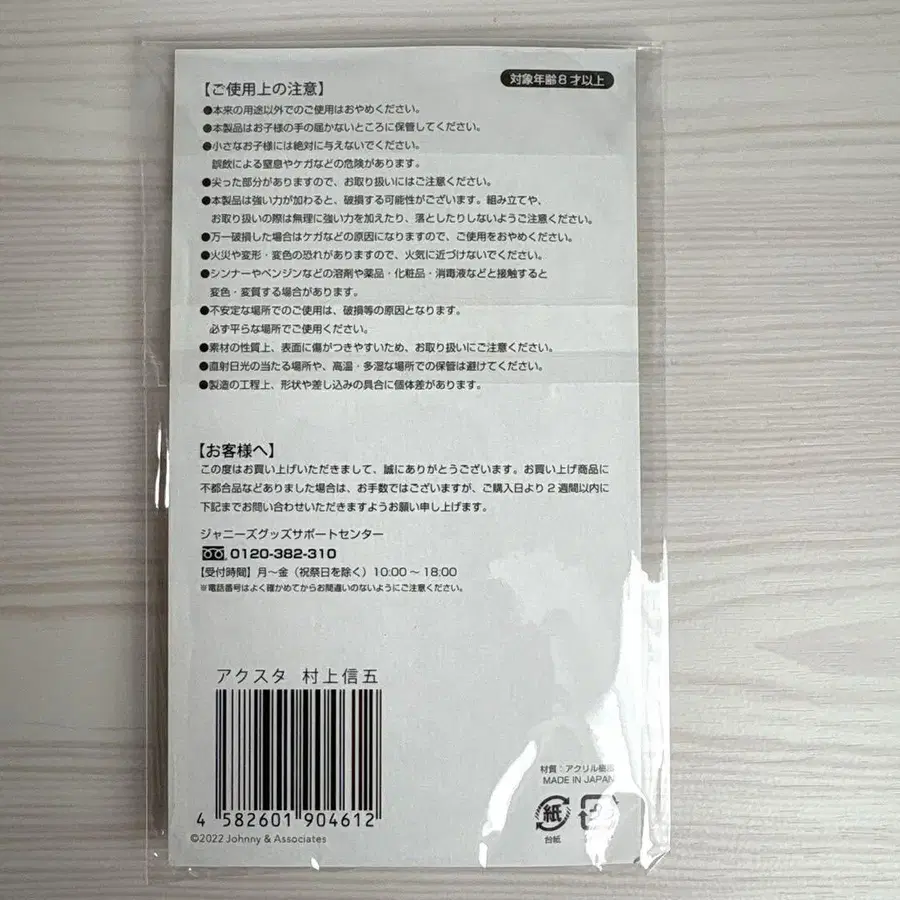 対象年齢8才以上
【ご使用上の注意】
●本来の用途以外でのご使用はおやめください。
●本製品はお子様の手の届かないところに保管してください。
●小さなお子様には絶対に与えないでください。
誤飲による窒息やケガなどの危険があります。
●尖った部分がありますので、お取り扱いにはご注意ください。
●本製品は強い力が加わると、破損する可能性がございます。組み立てや、
お取り扱いの際は無理に強い力を加えたり、落としたりしないようご注意ください。
●万一破損した場合はケガなどの原因になりますので、ご使用をおやめください。
●火災や変形・変色の恐れがありますので、火気に近づけないでください。
●シンナーやベンジンなどの溶剤や薬品・化粧品・消毒液などと接触すると
変色・変質する場合があります。
●不安定な場所でのご使用は、破損等の原因となります。
必ず平らな場所でご使用ください。
●素材の性質上、表面に傷がつきやすいため、お取り扱いにご注意ください。
●直射日光の当たる場所や、高温・多湿な場所での保管は避けてください。
●製造の工程上、形状や差し込みの具合に個体差があります。
【お客様へ】
この度はお買い上げいただきまして、誠にありがとうございます。お買い上げ商品に
不都合品などありました場合は、お手数ではございますが、ご購入日より2週間以内に
下記までお問い合わせいただきますようお願い申し上げます。
ジャニーズグッズサポートセンター
0120-382-310
【受付時間】月〜金（祝祭日を除く）10:00〜18:00
※電話番号はよく確かめてからお間違いのないようにご注意ください。
アクスタ 村上信五
4 582601 904612
©2022 Johnny & Associates
材質：アクリル樹脂
MADE IN JAPAN
紙
台紙